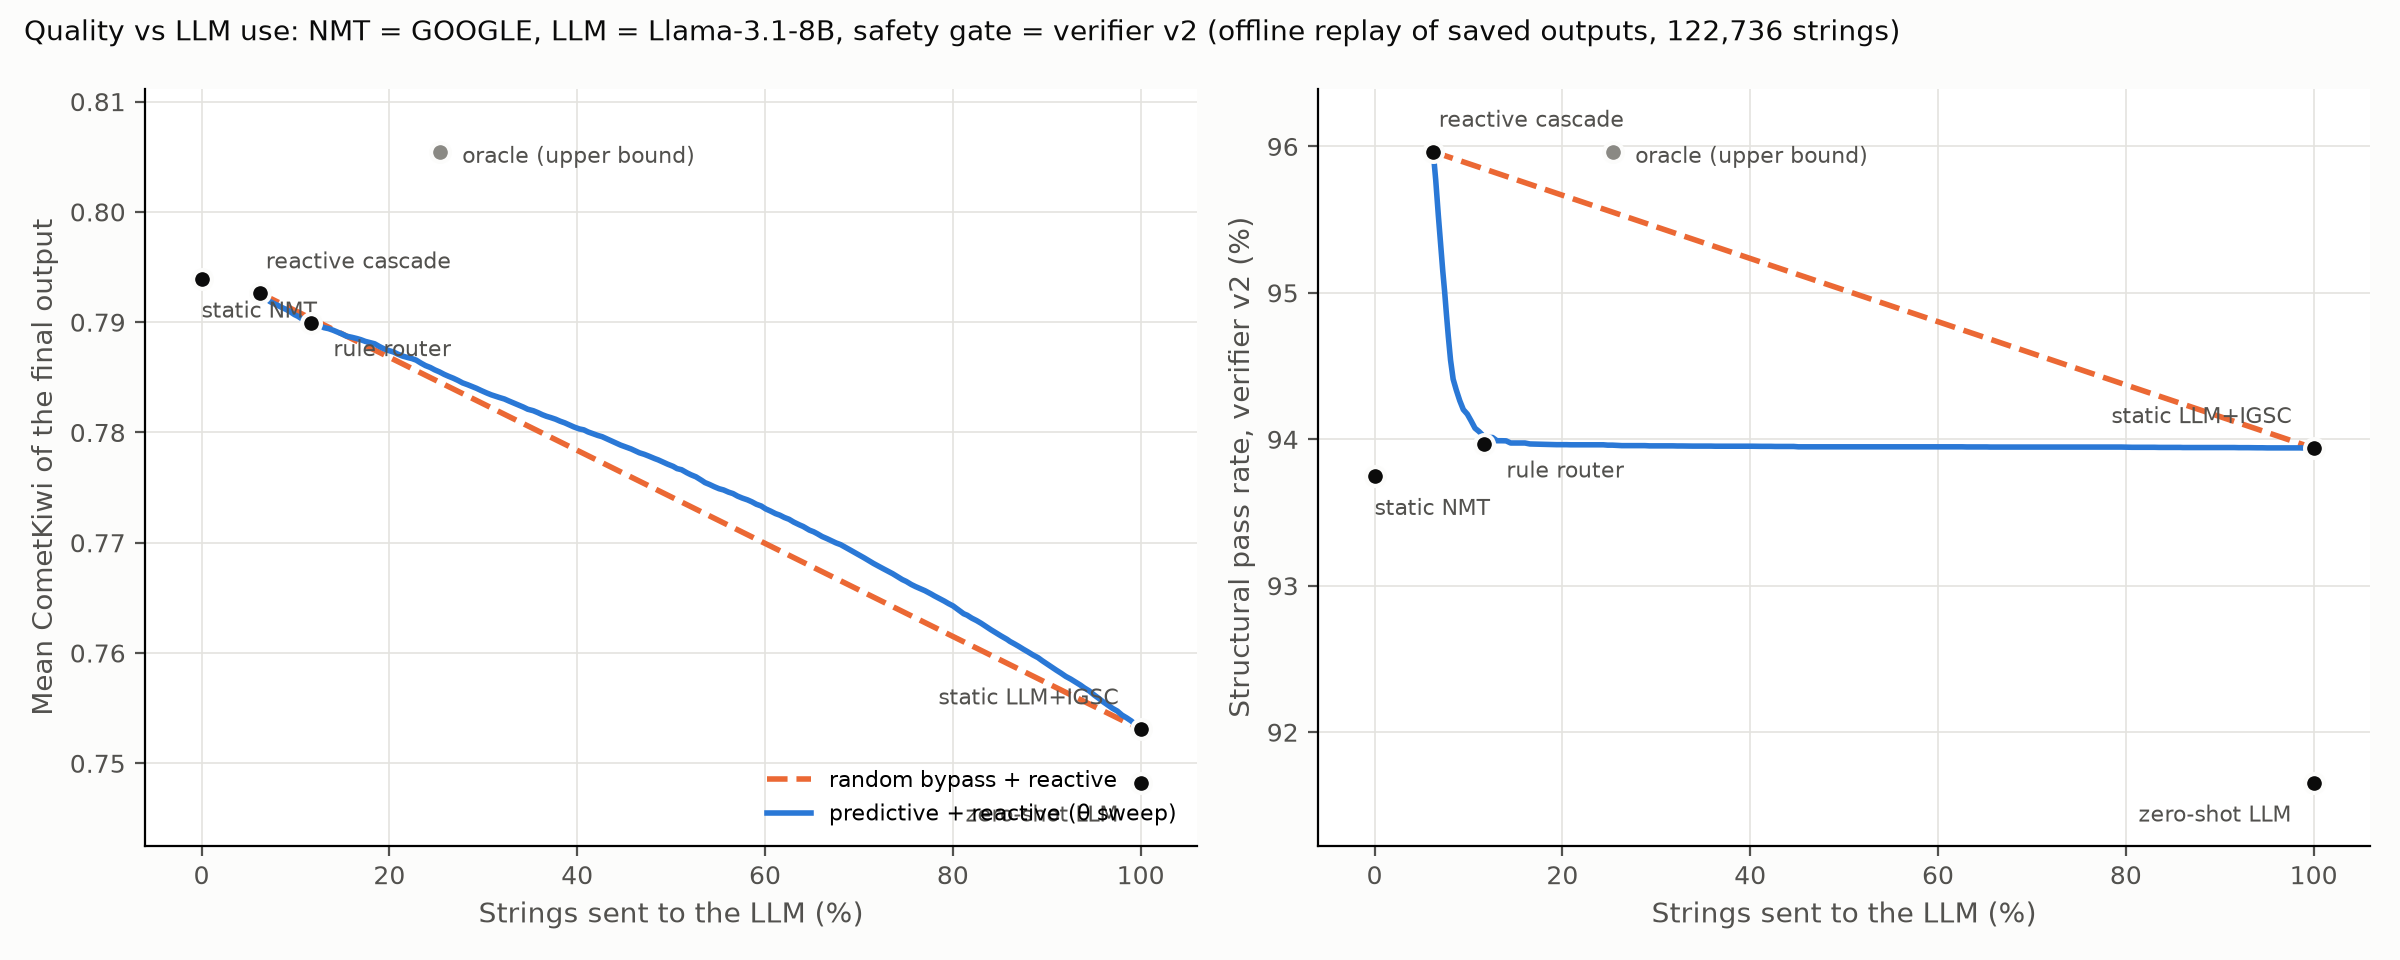 Quality vs LLM use: NMT = GOOGLE, LLM = Llama-3.1-8B, safety gate = verifier v2 (offline replay of saved outputs, 122,736 strings)
Mean CometKiwi of the final output
0.81
0.80
0.79
0.78
0.77
0.76
0.75
oracle (upper bound)
reactive cascade
static NMT
rule router
static LLM+IGSC
random bypass + reactive
predictive + reactive (θ sweep)
zero-shot LLM
0 20 40 60 80 100
Strings sent to the LLM (%)
Structural pass rate, verifier v2 (%)
96
95
94
93
92
reactive cascade
oracle (upper bound)
static LLM+IGSC
rule router
static NMT
zero-shot LLM
0 20 40 60 80 100
Strings sent to the LLM (%)